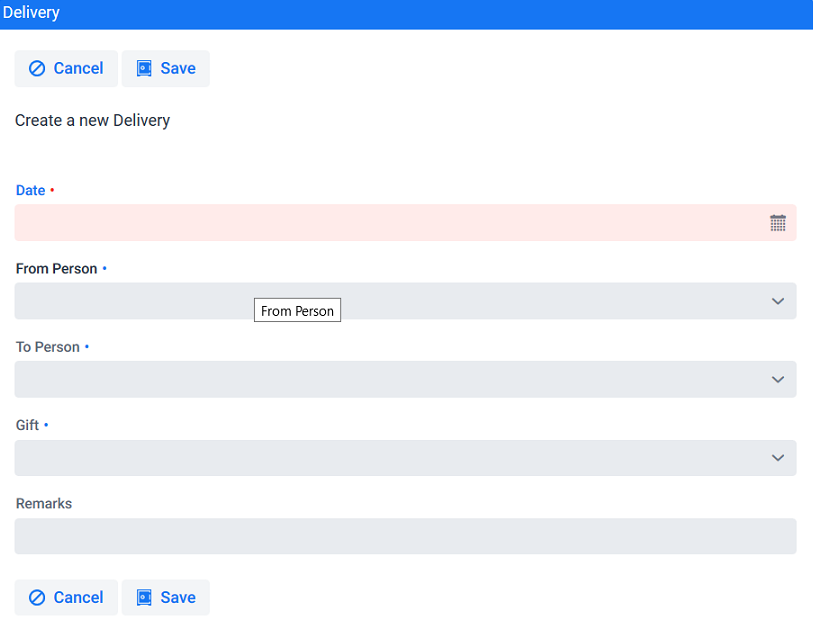 Delivery
Cancel Save
Create a new Delivery
Date •
From Person •
From Person
To Person •
Gift •
Remarks
Cancel Save